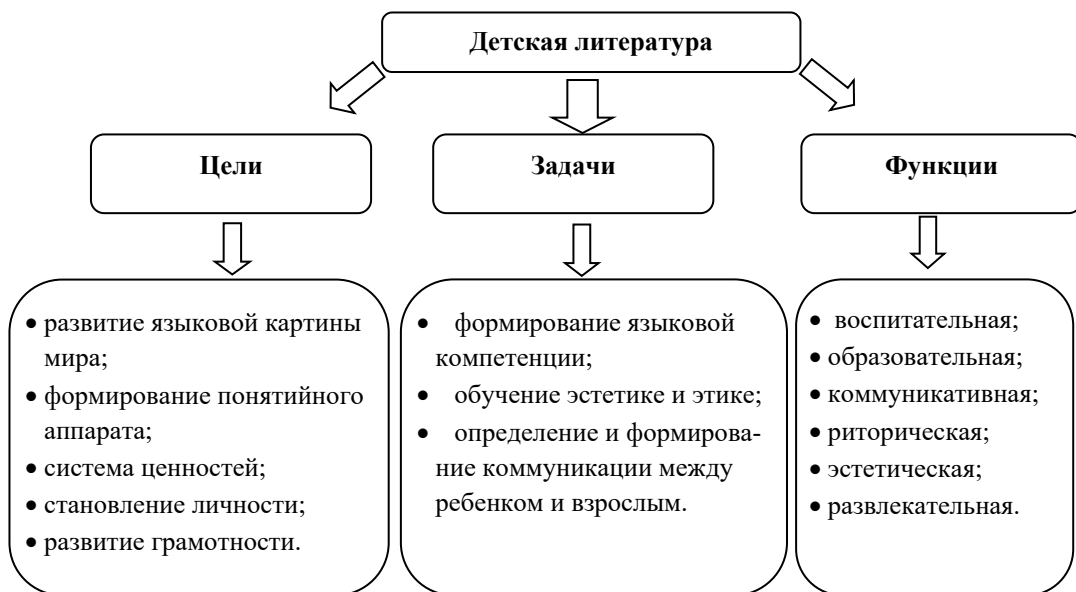 Детская литература
Цели
Задачи
Функции
• развитие языковой картины
мира;
• формирование понятийного
аппарата;
• система ценностей;
• становление личности;
• развитие грамотности.
• формирование языковой
компетенции;
• обучение эстетике и этике;
• определение и формирова-
ние коммуникации между
ребенком и взрослым.
• воспитательная;
• образовательная;
• коммуникативная;
• риторическая;
• эстетическая;
• развлекательная.